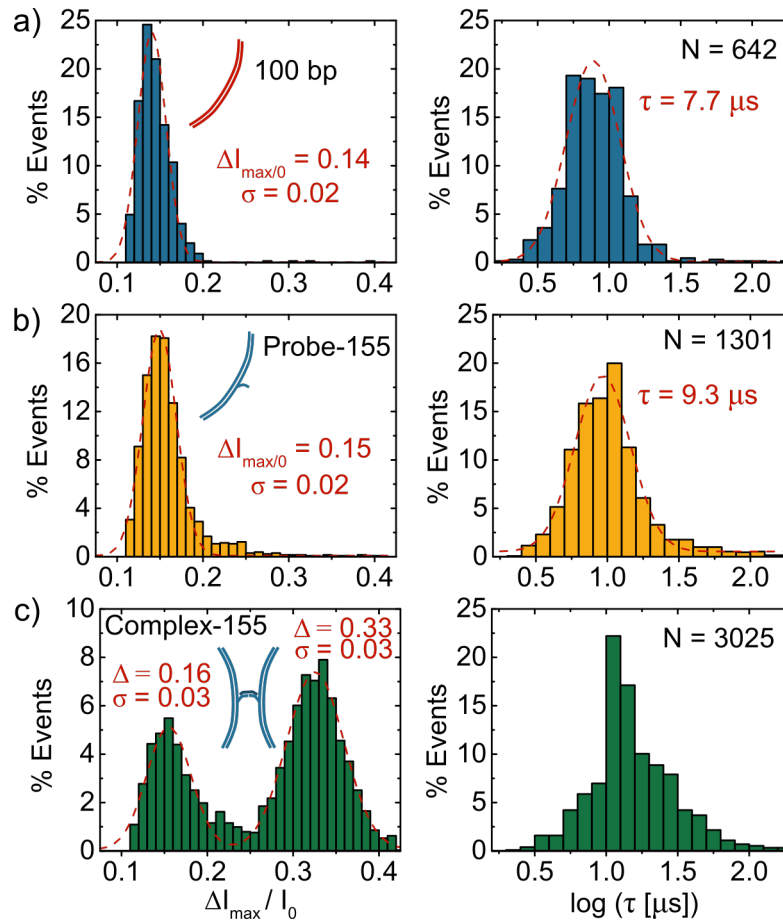 a)
25
20
15
10
5
0
% Events
100 bp
ΔI_max/0 = 0.14
σ = 0.02
0.1 0.2 0.3 0.4
25
20
15
10
5
0
% Events
N = 642
τ = 7.7 μs
0.5 1.0 1.5 2.0
b)
20
16
12
8
4
0
% Events
Probe-155
ΔI_max/0 = 0.15
σ = 0.02
0.1 0.2 0.3 0.4
25
20
15
10
5
0
% Events
N = 1301
τ = 9.3 μs
0.5 1.0 1.5 2.0
c)
10
8
6
4
2
0
% Events
Complex-155
Δ = 0.16
σ = 0.03
Δ = 0.33
σ = 0.03
0.1 0.2 0.3 0.4
ΔI_max / I_0
25
20
15
10
5
0
% Events
N = 3025
0.5 1.0 1.5 2.0
log (τ [μs])